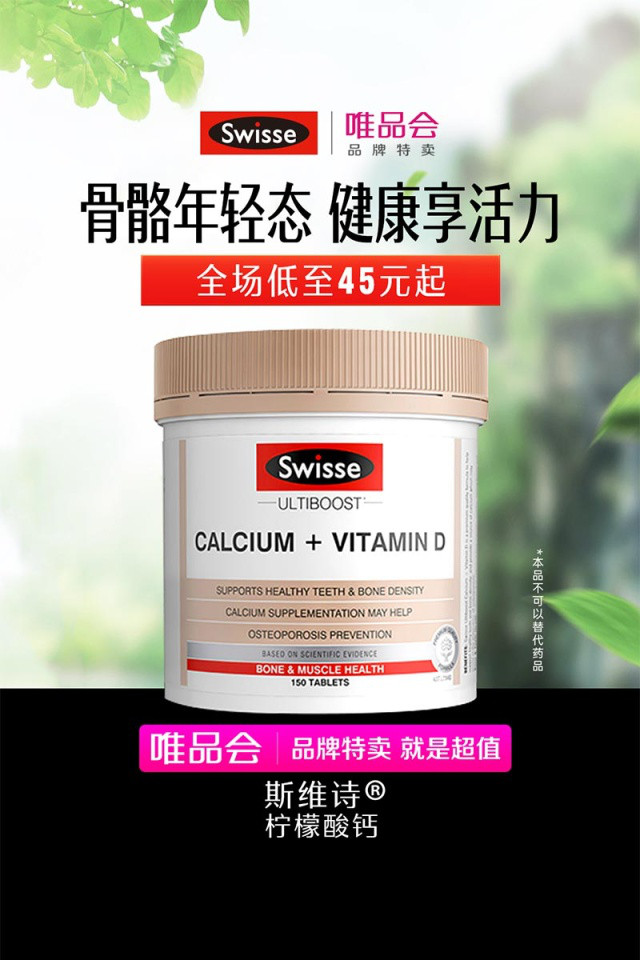 Swisse
唯品会
品牌特卖
骨骼年轻态 健康享活力
全场低至45元起
Swisse
ULTIBOOST
CALCIUM + VITAMIN D
SUPPORTS HEALTHY TEETH & BONE DENSITY
CALCIUM SUPPLEMENTATION MAY HELP
OSTEOPOROSIS PREVENTION
BASED ON SCIENTIFIC EVIDENCE
BONE & MUSCLE HEALTH
150 TABLETS
*本品不可以替代药品
唯品会 品牌特卖 就是超值
斯维诗®
柠檬酸钙